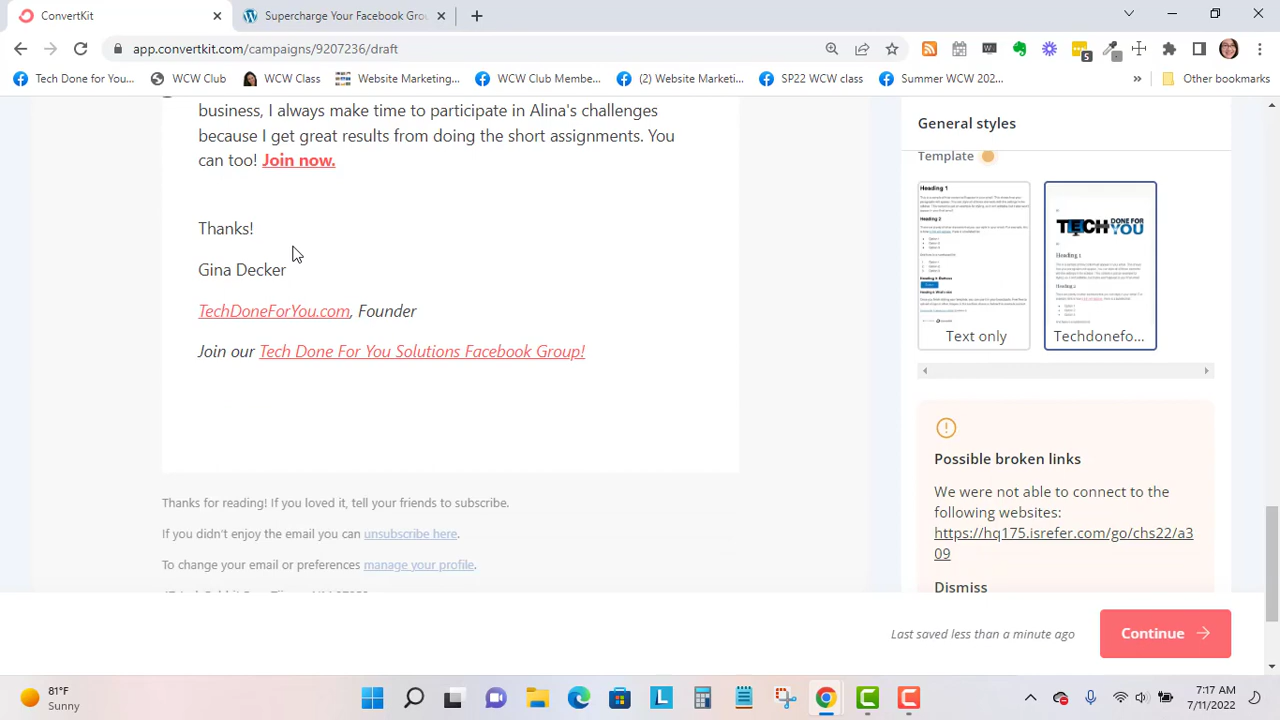 ConvertKit
Supercharge Your Facebook Gro
app.convertkit.com/campaigns/9207236/draft
5
Tech Done for You...
WCW Club
WCW Class
Website Marketing...
WCW Club Membe...
(2) Website Marketi...
SP22 WCW class
Summer WCW 202...
Other bookmarks
business, I always make time to participate in Alina's challenges
because I get great results from doing the short assignments. You
can too! Join now.
Thanks!
Gina Decker
TechDoneForYou.com, Founder
Join our Tech Done For You Solutions Facebook Group!
Thanks for reading! If you loved it, tell your friends to subscribe.
If you didn't enjoy the email you can unsubscribe here.
To change your email or preferences manage your profile.
General styles
Template
Heading 1
Heading 2
Text only
TECH DONE FOR YOU
Heading 1
Heading 2
Techdonefo...
Possible broken links
We were not able to connect to the
following websites:
https://hq175.isrefer.com/go/chs22/a3
09
Dismiss
Last saved less than a minute ago
Continue
81°F
Sunny
L
7:17 AM
7/11/2022